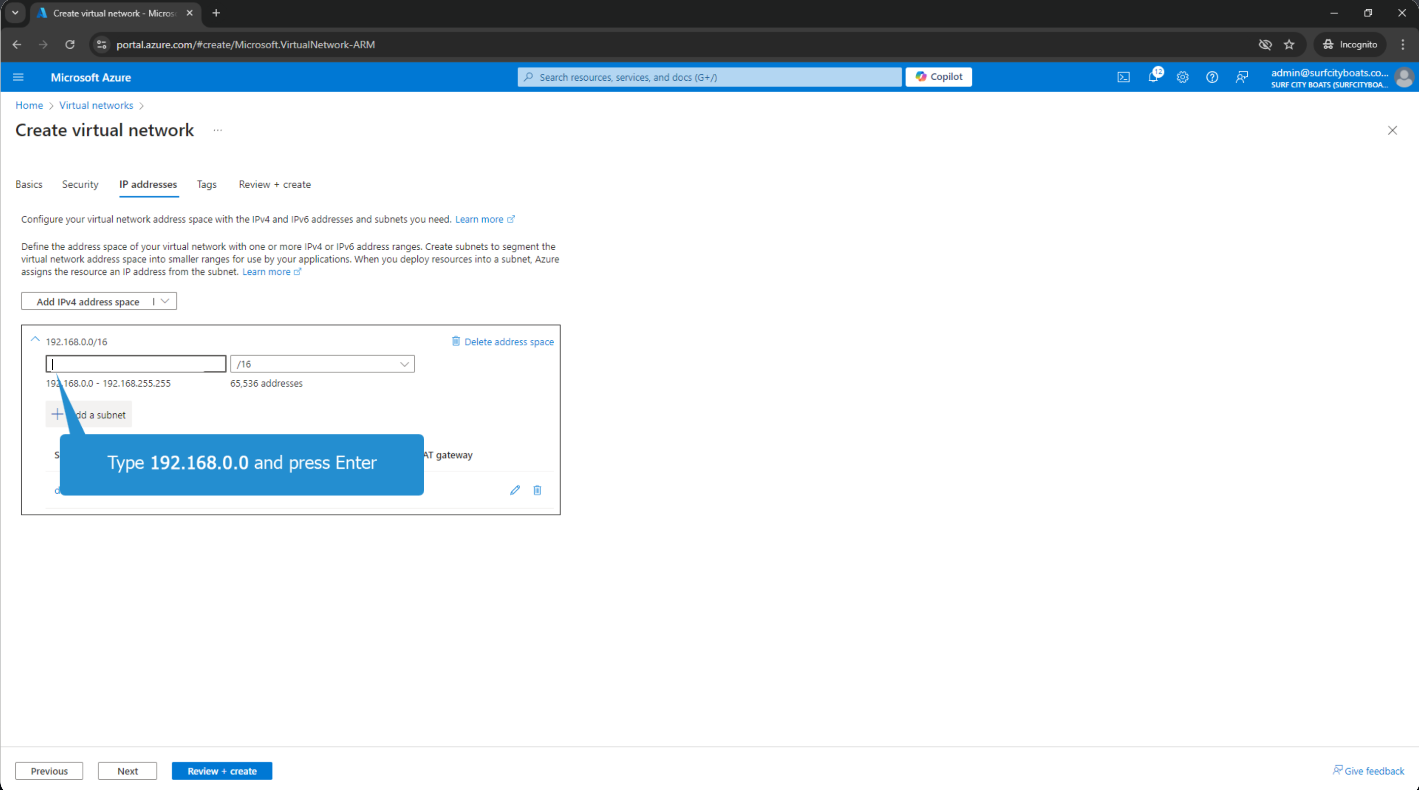 Create virtual network - Micros
portal.azure.com/#create/Microsoft.VirtualNetwork-ARM
Incognito
Microsoft Azure
Search resources, services, and docs (G+/)
Copilot
12
admin@surfcityboats.co...
SURF CITY BOATS (SURFCITYBOA...
Home > Virtual networks >
Create virtual network ...
Basics Security IP addresses Tags Review + create
Configure your virtual network address space with the IPv4 and IPv6 addresses and subnets you need. Learn more
Define the address space of your virtual network with one or more IPv4 or IPv6 address ranges. Create subnets to segment the
virtual network address space into smaller ranges for use by your applications. When you deploy resources into a subnet, Azure
assigns the resource an IP address from the subnet. Learn more
Add IPv4 address space
192.168.0.0/16
Delete address space
/16
192.168.0.0 - 192.168.255.255
65,536 addresses
a subnet
gateway
Type 192.168.0.0 and press Enter
Previous
Next
Review + create
Give feedback